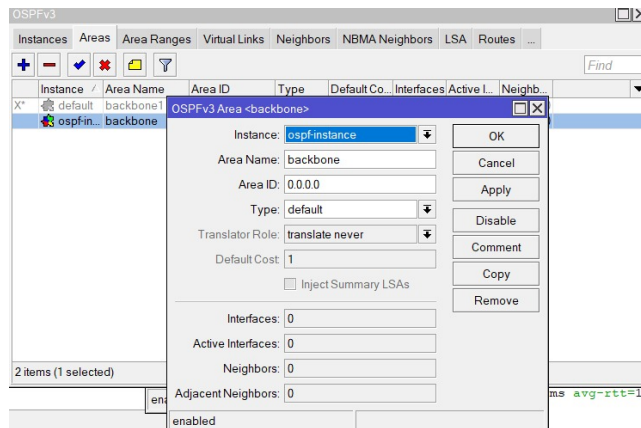 OSPFv3
Instances Areas Area Ranges Virtual Links Neighbors NBMA Neighbors LSA Routes ...
Find
Instance / Area Name Area ID Type Default Co... Interfaces Active I... Neighb...
X* default backbone1
ospf-in... backbone
OSPFv3 Area <backbone>
Instance: ospf-instance
OK
Area Name: backbone
Cancel
Area ID: 0.0.0.0
Apply
Type: default
Disable
Translator Role: translate never
Comment
Default Cost: 1
Copy
Inject Summary LSAs
Remove
Interfaces: 0
Active Interfaces: 0
Neighbors: 0
Adjacent Neighbors: 0
2 items (1 selected)
ena
ms avg-rtt=1
enabled